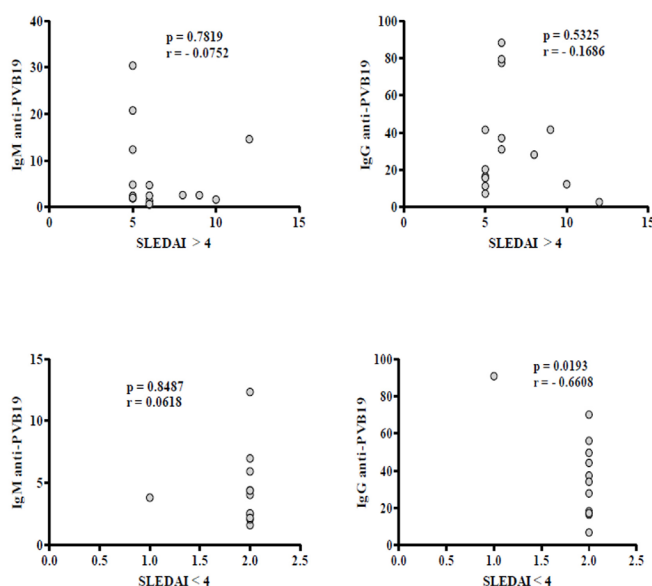 40
30
20
10
0
0
5
10
15
p = 0.7819
r = - 0.0752
IgM anti-PVB19
SLEDAI > 4
100
80
60
40
20
0
0
5
10
15
p = 0.5325
r = - 0.1686
IgG anti-PVB19
SLEDAI > 4
15
10
5
0
0.0
0.5
1.0
1.5
2.0
2.5
p = 0.8487
r = 0.0618
IgM anti-PVB19
SLEDAI < 4
100
80
60
40
20
0
0.0
0.5
1.0
1.5
2.0
2.5
p = 0.0193
r = - 0.6608
IgG anti-PVB19
SLEDAI < 4